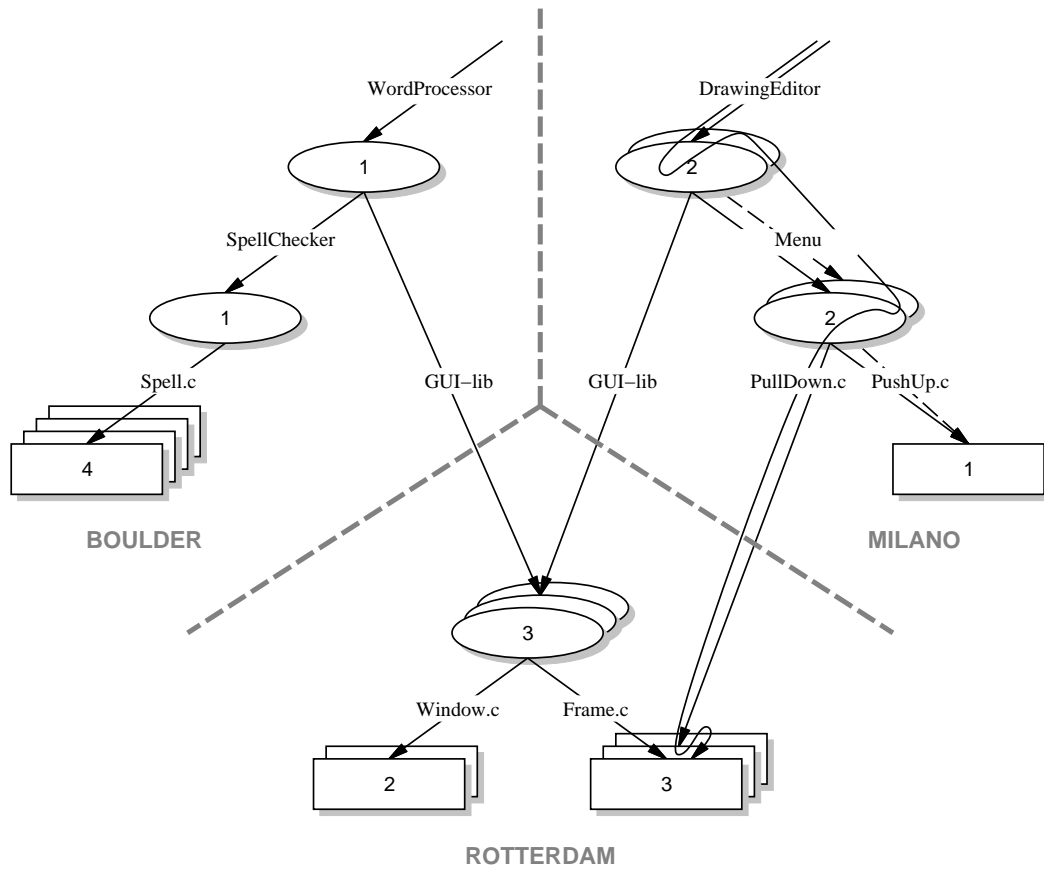 WordProcessor
DrawingEditor
1
2
SpellChecker
Menu
1
2
Spell.c
GUI−lib
GUI−lib
PullDown.c
PushUp.c
4
1
BOULDER
MILANO
3
Window.c
Frame.c
2
3
ROTTERDAM